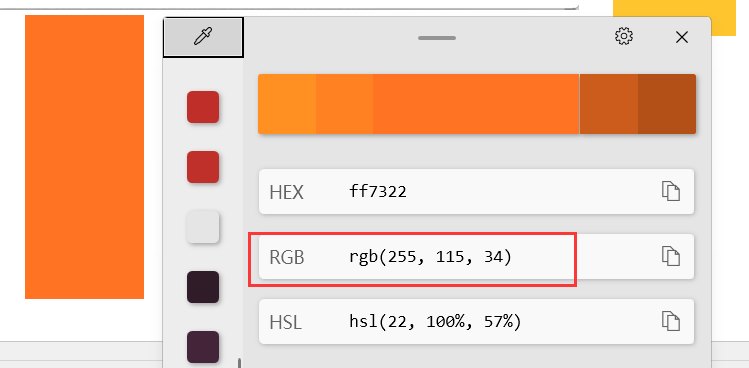 HEX ff7322
RGB rgb(255, 115, 34)
HSL hsl(22, 100%, 57%)